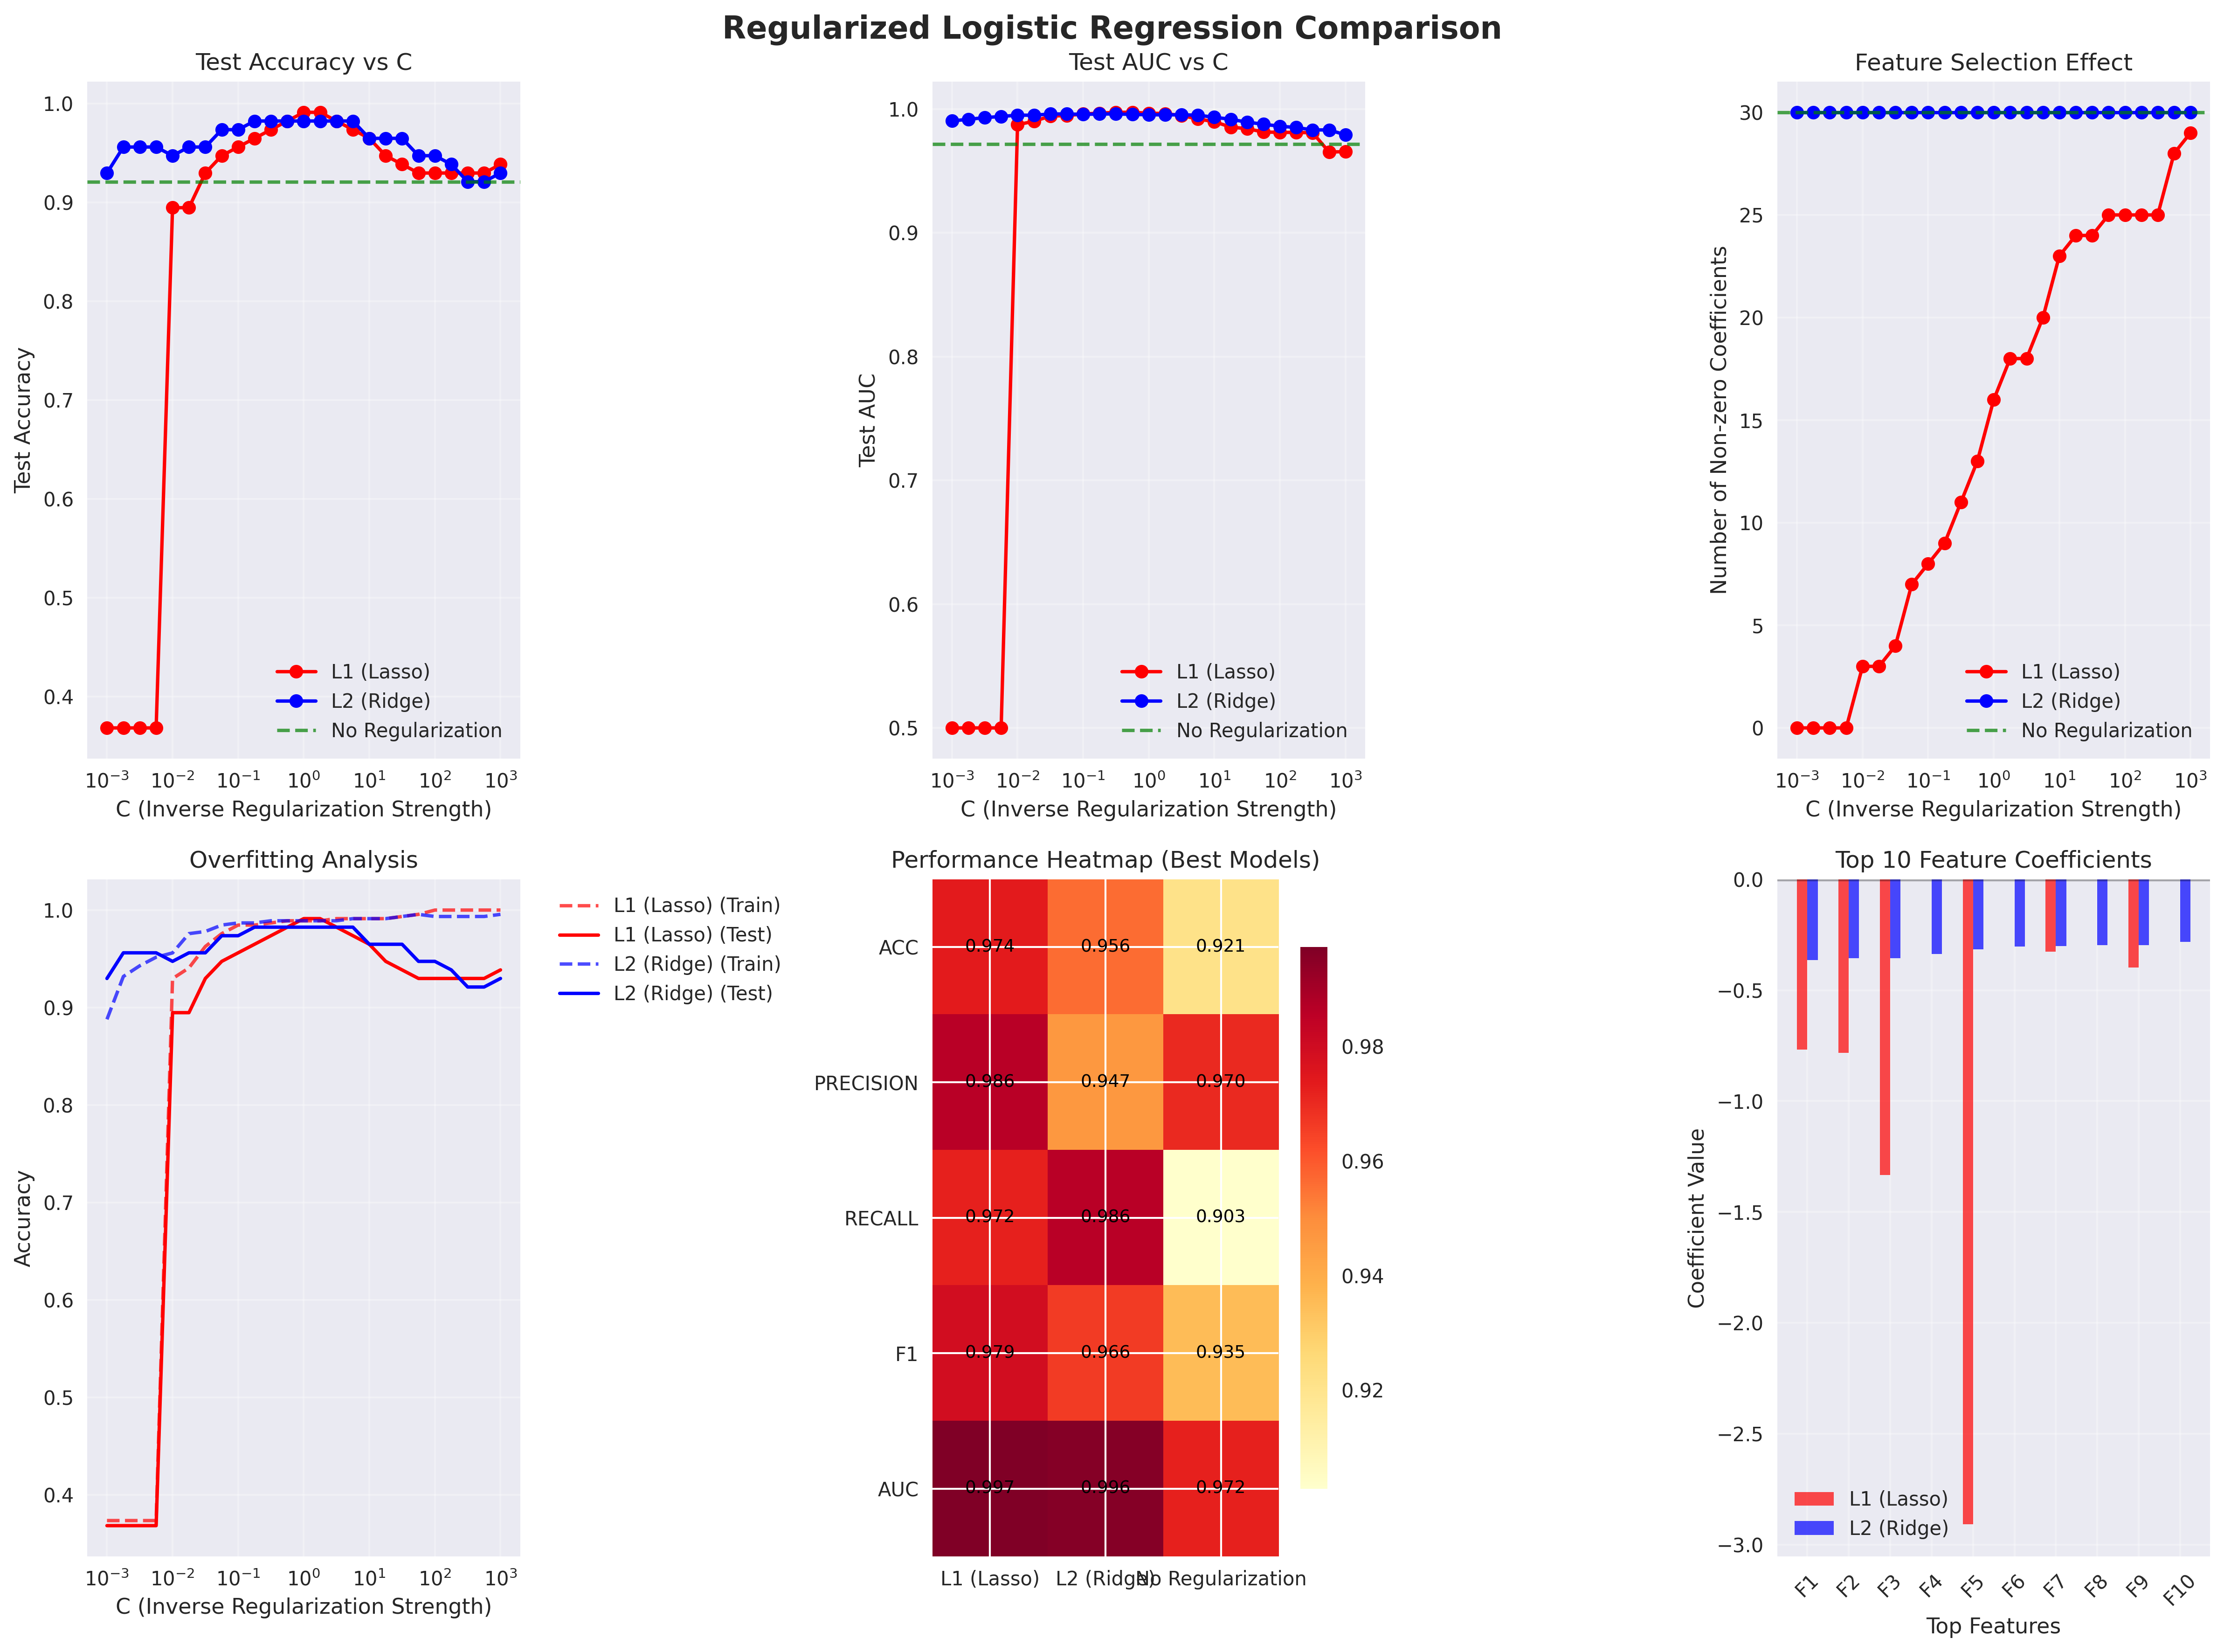 Regularized Logistic Regression Comparison
Test Accuracy vs C
Test Accuracy
1.0
0.9
0.8
0.7
0.6
0.5
0.4
L1 (Lasso)
L2 (Ridge)
No Regularization
10⁻³ 10⁻² 10⁻¹ 10⁰ 10¹ 10² 10³
C (Inverse Regularization Strength)
Test AUC vs C
Test AUC
1.0
0.9
0.8
0.7
0.6
0.5
L1 (Lasso)
L2 (Ridge)
No Regularization
10⁻³ 10⁻² 10⁻¹ 10⁰ 10¹ 10² 10³
C (Inverse Regularization Strength)
Feature Selection Effect
Number of Non-zero Coefficients
30
25
20
15
10
5
0
L1 (Lasso)
L2 (Ridge)
No Regularization
10⁻³ 10⁻² 10⁻¹ 10⁰ 10¹ 10² 10³
C (Inverse Regularization Strength)
Overfitting Analysis
Accuracy
1.0
0.9
0.8
0.7
0.6
0.5
0.4
L1 (Lasso) (Train)
L1 (Lasso) (Test)
L2 (Ridge) (Train)
L2 (Ridge) (Test)
10⁻³ 10⁻² 10⁻¹ 10⁰ 10¹ 10² 10³
C (Inverse Regularization Strength)
Performance Heatmap (Best Models)
ACC 0.974 0.956 0.921
PRECISION 0.986 0.947 0.970
RECALL 0.972 0.986 0.903
F1 0.979 0.966 0.935
AUC 0.997 0.996 0.972
L1 (Lasso) L2 (Ridge) No Regularization
0.98
0.96
0.94
0.92
Top 10 Feature Coefficients
Coefficient Value
0.0
−0.5
−1.0
−1.5
−2.0
−2.5
−3.0
L1 (Lasso)
L2 (Ridge)
F1 F2 F3 F4 F5 F6 F7 F8 F9 F10
Top Features